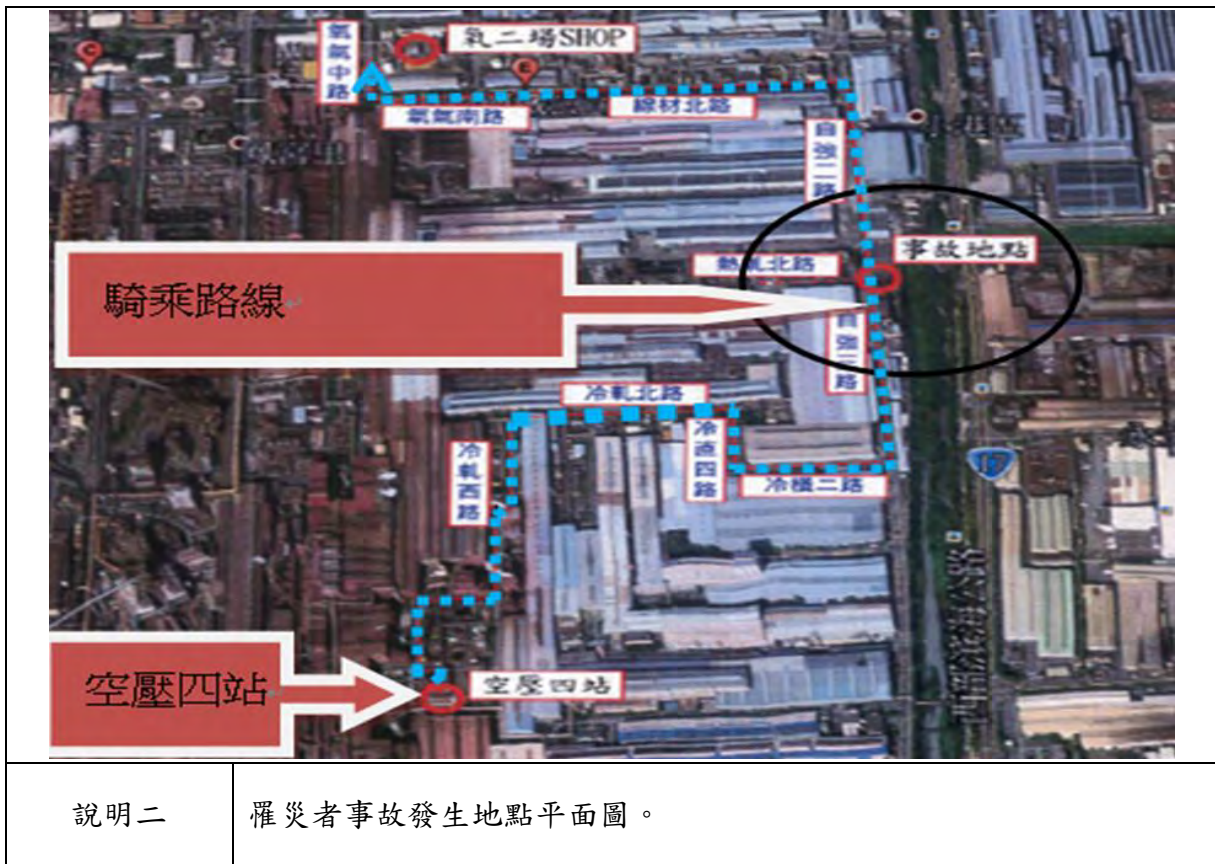 氧氣中路
氧二場SHOP
C
E
氧氣南路
線材北路
自強二路
事故地點
熱軋北路
騎乘路線
自強二路
冷軋北路
冷軋西路
冷直四路
冷橫二路
17
空壓四站
空壓四站
說明二
罹災者事故發生地點平面圖。